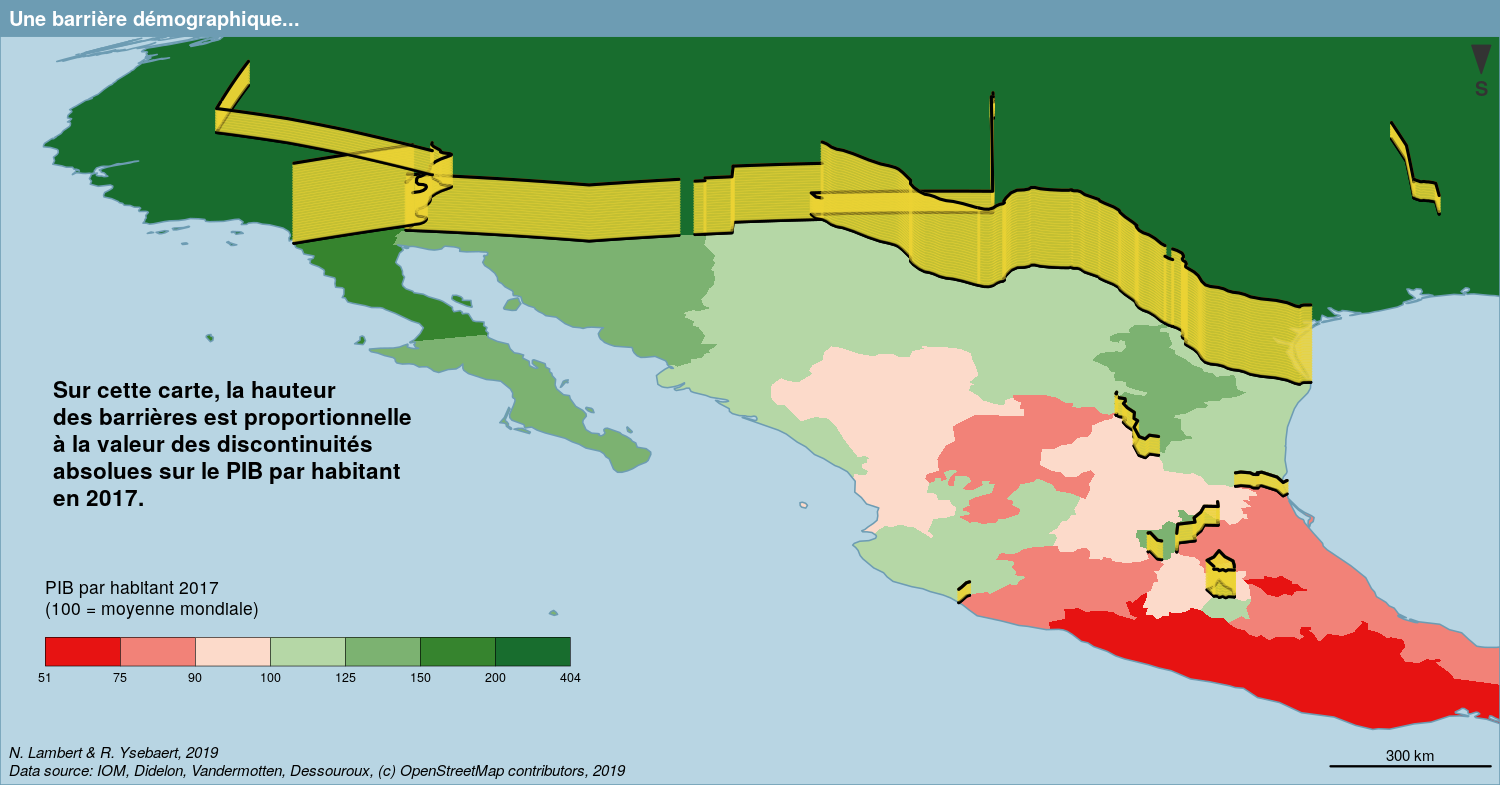 Une barrière démographique...
S
Sur cette carte, la hauteur
des barrières est proportionnelle
à la valeur des discontinuités
absolues sur le PIB par habitant
en 2017.
PIB par habitant 2017
(100 = moyenne mondiale)
51 75 90 100 125 150 200 404
N. Lambert & R. Ysebaert, 2019
Data source: IOM, Didelon, Vandermotten, Dessouroux, (c) OpenStreetMap contributors, 2019
300 km